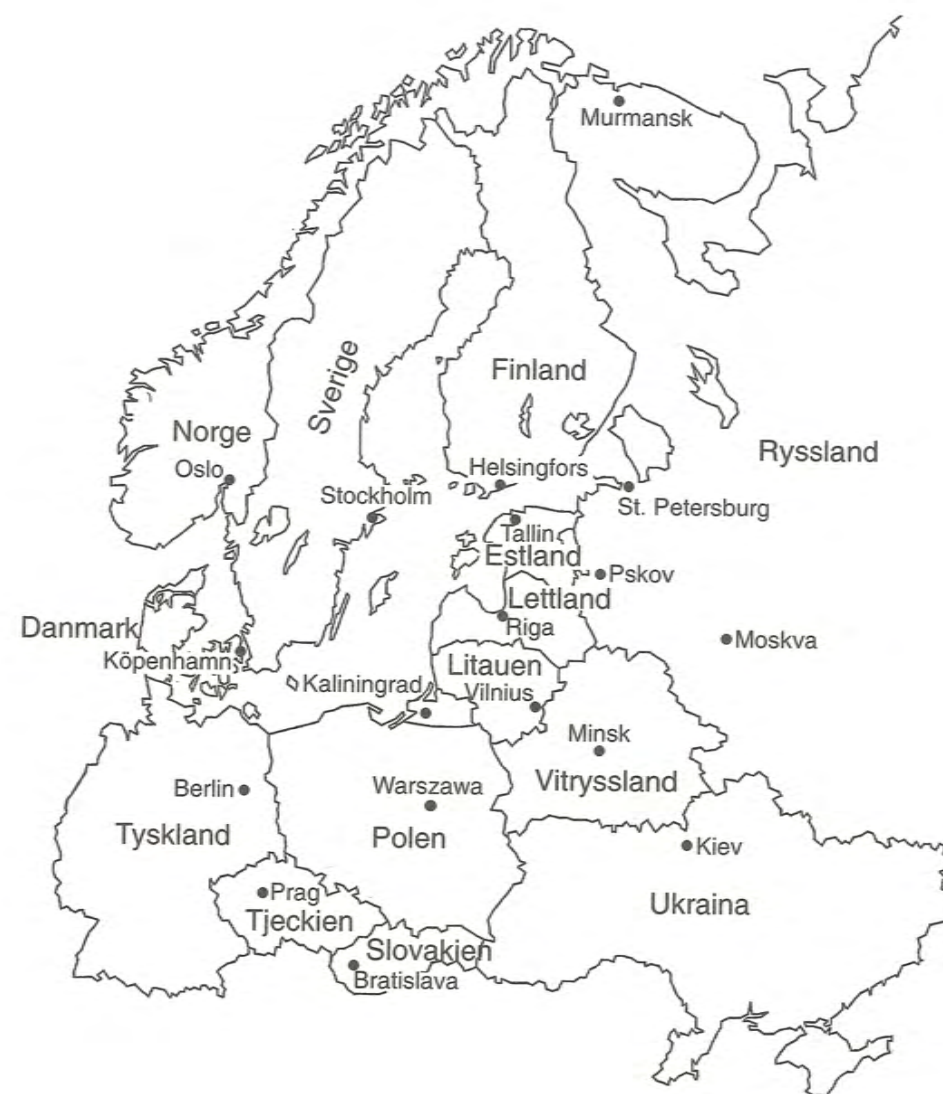 Murmansk
Sverige
Finland
Norge
Ryssland
Oslo
Helsingfors
Stockholm
St. Petersburg
Tallin
Estland
Pskov
Lettland
Riga
Danmark
Moskva
Köpenhamn
Litauen
Kaliningrad
Vilnius
Minsk
Vitryssland
Berlin
Warszawa
Tyskland
Polen
Kiev
Prag
Ukraina
Tjeckien
Slovakien
Bratislava